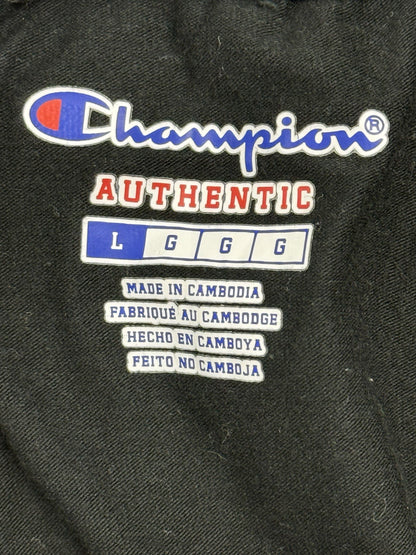 Champion®
AUTHENTIC
L G G G
MADE IN CAMBODIA
FABRIQUÉ AU CAMBODGE
HECHO EN CAMBOYA
FEITO NO CAMBOJA